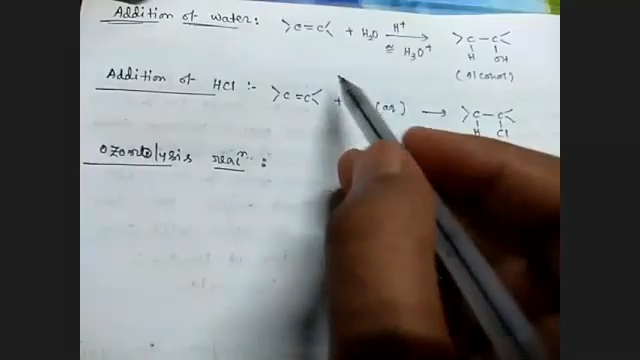 Addition of water: >C=C< + H2O H+ → ≅ H3O+ >C-C< H OH (Alcohol)
Addition of HCl :- >C=C< + (aq) → >C-C< H Cl
Ozonolysis reacn. :